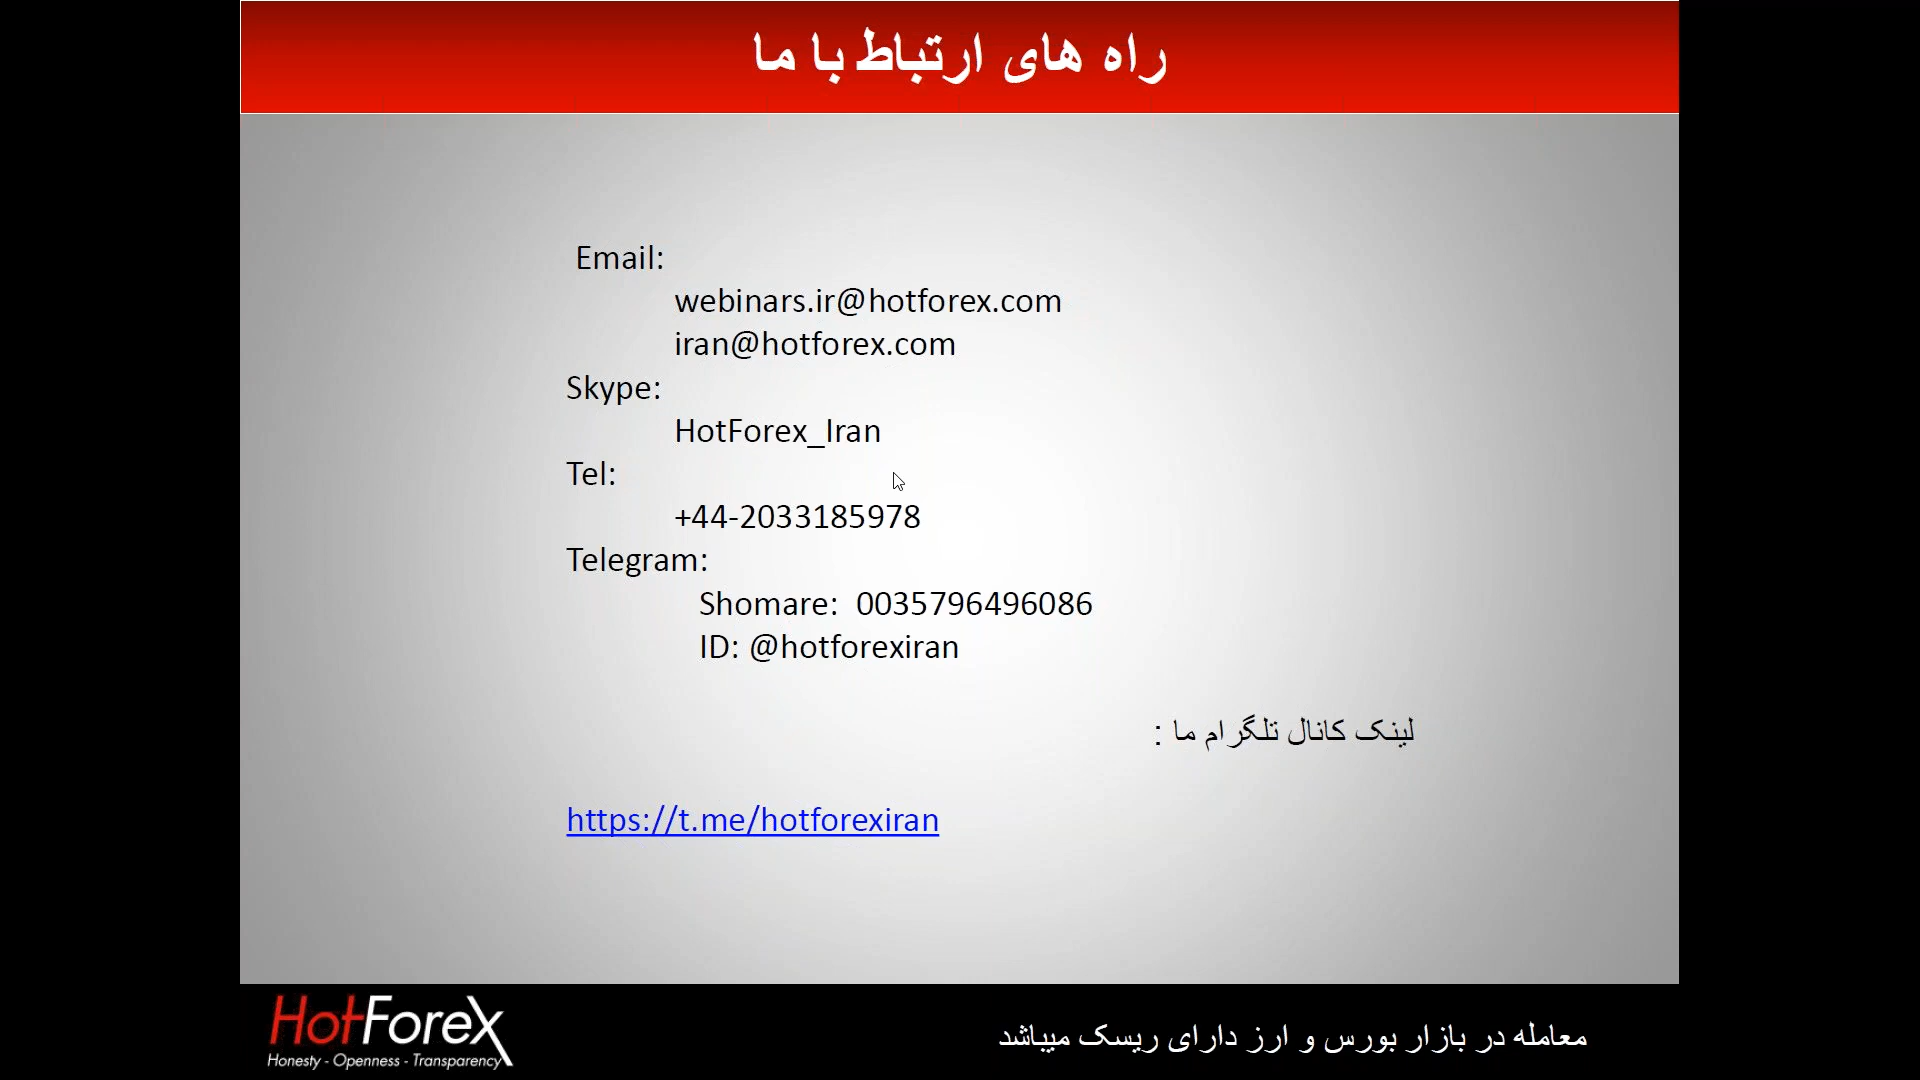 راه های ارتباط با ما
Email:
webinars.ir@hotforex.com
iran@hotforex.com
Skype:
HotForex_Iran
Tel:
+44-2033185978
Telegram:
Shomare: 0035796496086
ID: @hotforexiran
لینک کانال تلگرام ما :
https://t.me/hotforexiran
HotForex
Honesty - Openness - Transparency
معامله در بازار بورس و ارز دارای ریسک میباشد